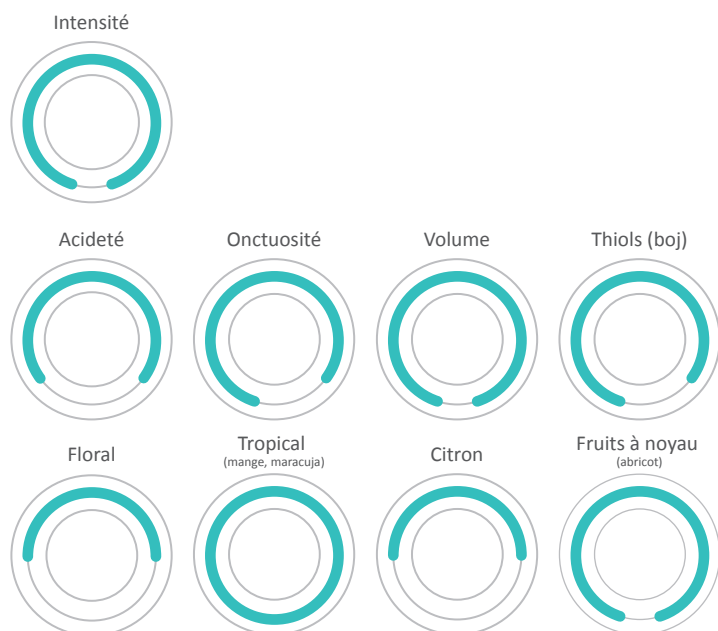 Intensité
Acideté
Onctuosité
Volume
Thiols (boj)
Floral
Tropical
(mange, maracuja)
Citron
Fruits à noyau
(abricot)